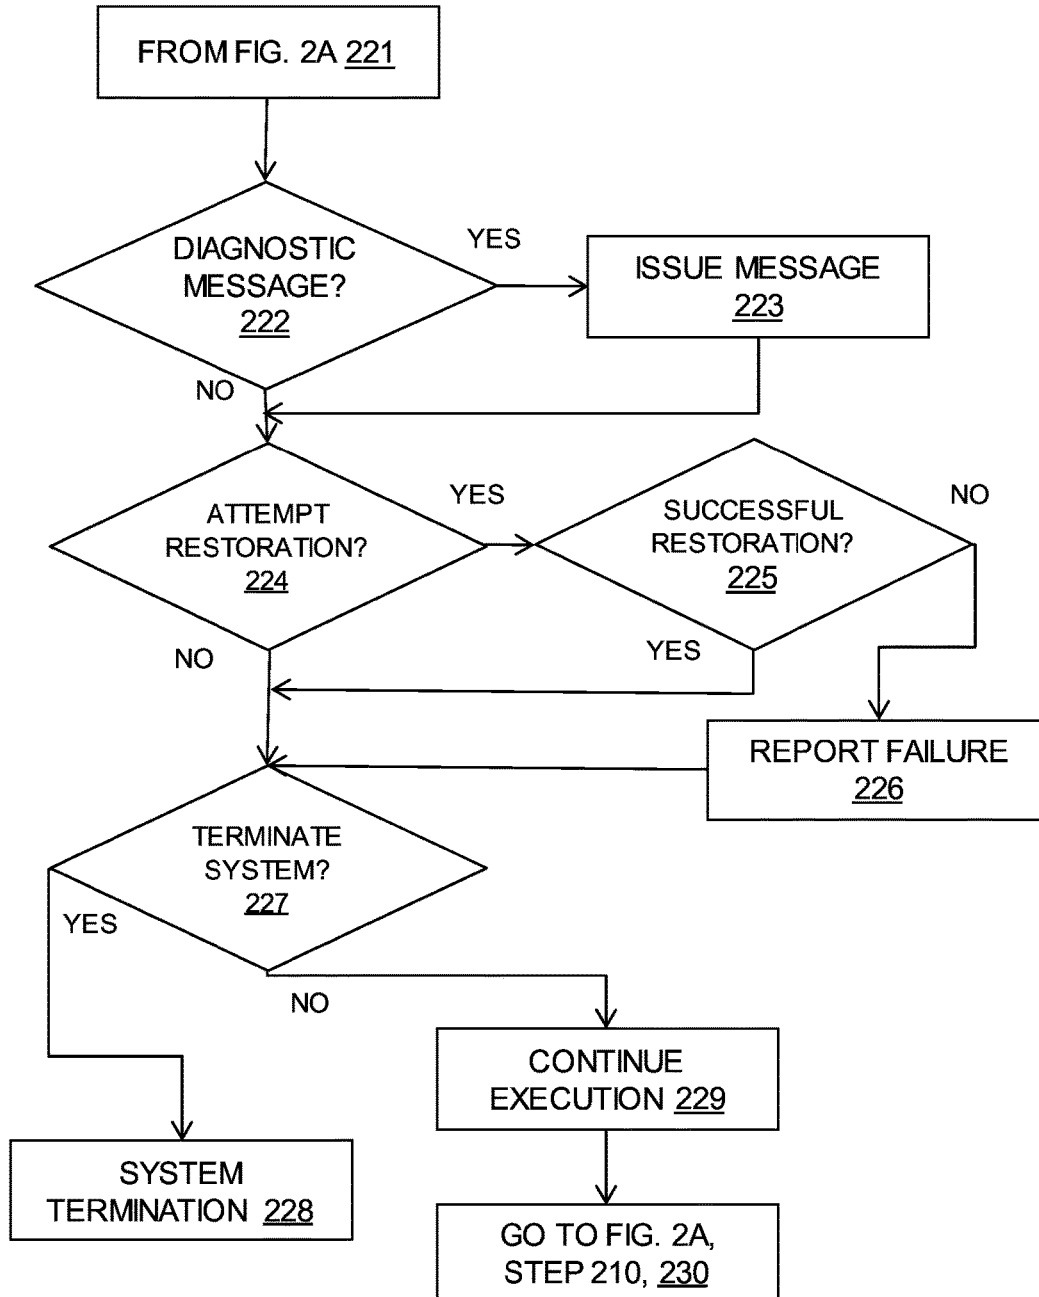 FROM FIG. 2A 221
DIAGNOSTIC
MESSAGE?
222
YES
ISSUE MESSAGE
223
NO
ATTEMPT
RESTORATION?
224
YES
SUCCESSFUL
RESTORATION?
225
NO
NO
YES
REPORT FAILURE
226
TERMINATE
SYSTEM?
227
YES
NO
CONTINUE
EXECUTION 229
SYSTEM
TERMINATION 228
GO TO FIG. 2A,
STEP 210, 230